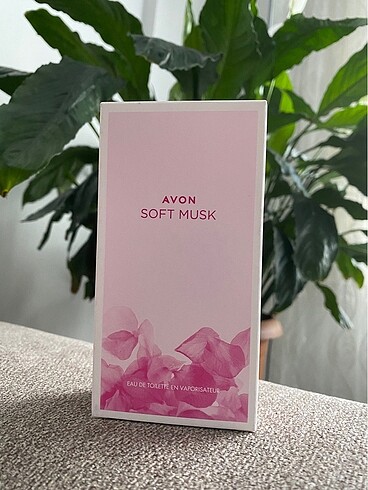 AVON
SOFT MUSK
EAU DE TOILETTE EN VAPORISATEUR